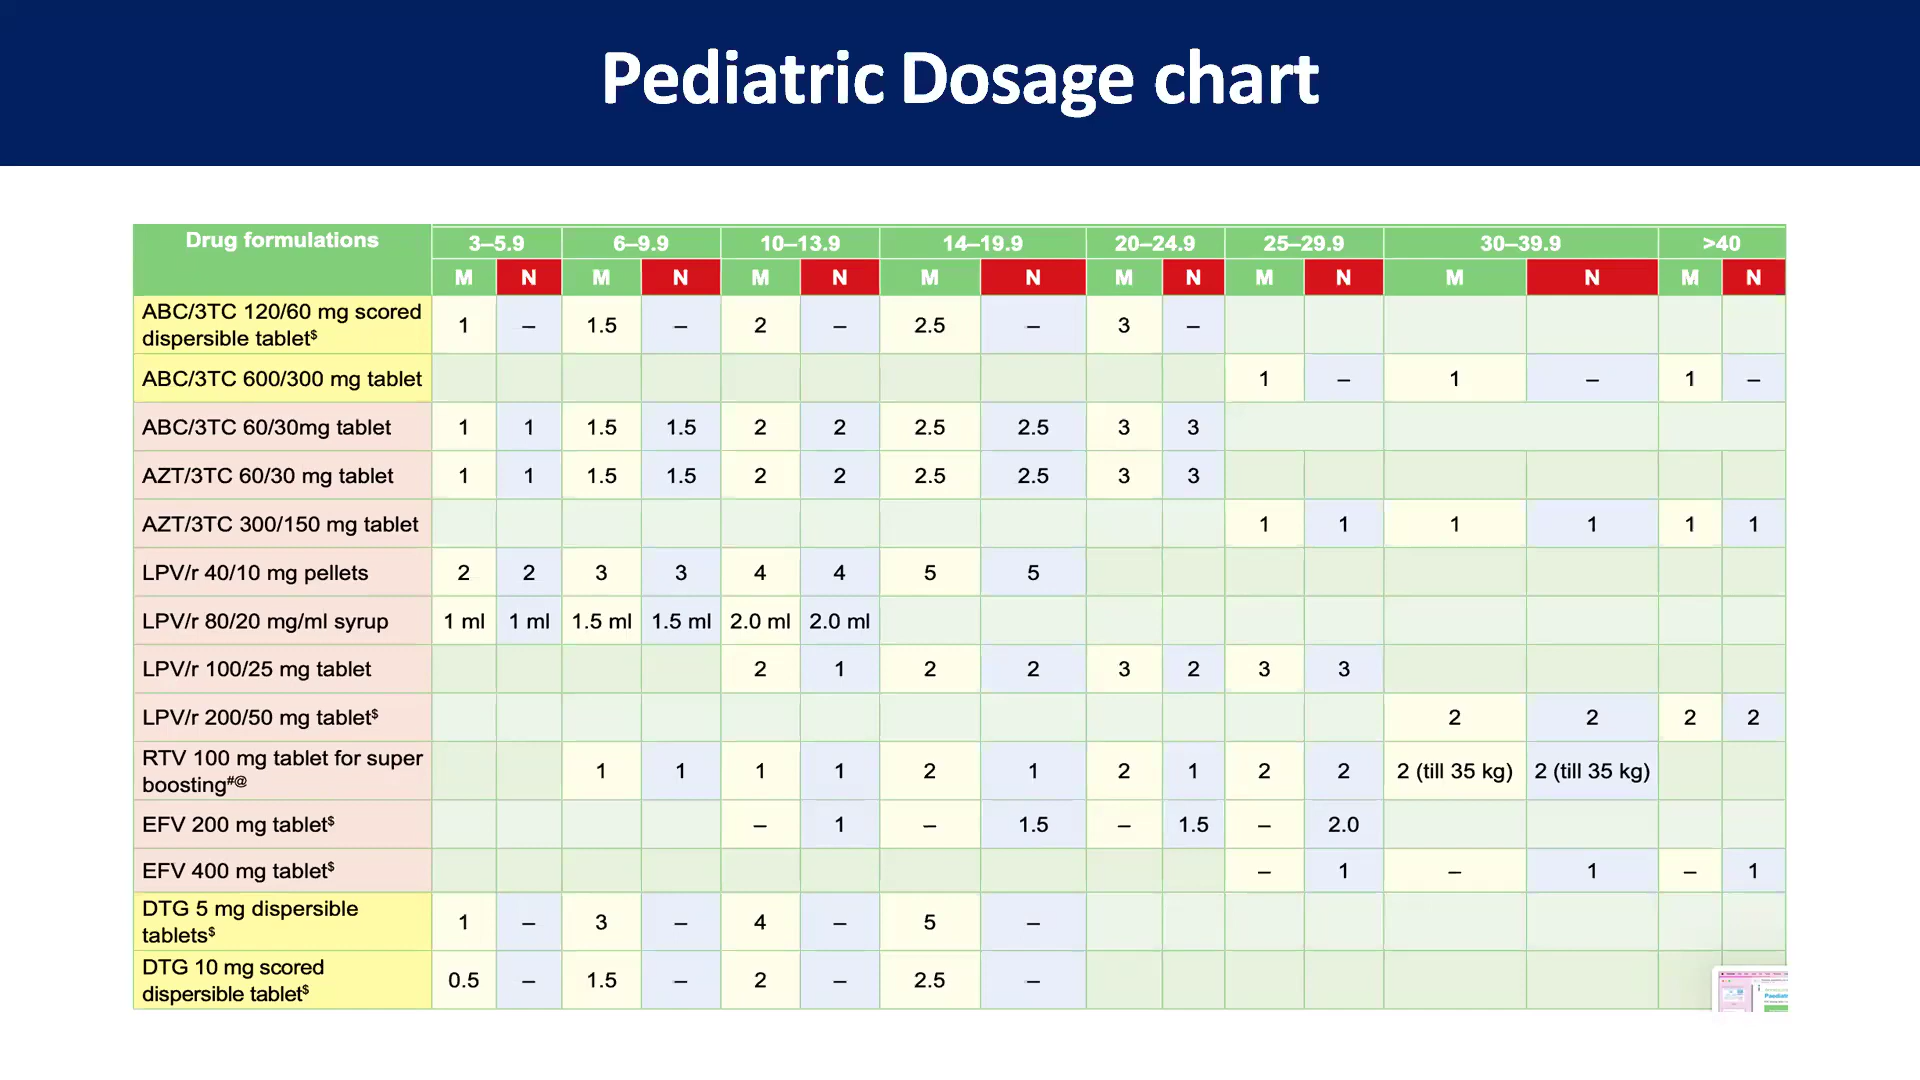 Pediatric Dosage chart
Drug formulations 3–5.9 6–9.9 10–13.9 14–19.9 20–24.9 25–29.9 30–39.9 >40
M N M N M N M N M N M N M N M N
ABC/3TC 120/60 mg scored
dispersible tablet$ 1 – 1.5 – 2 – 2.5 – 3 –
ABC/3TC 600/300 mg tablet 1 – 1 – 1 –
ABC/3TC 60/30mg tablet 1 1 1.5 1.5 2 2 2.5 2.5 3 3
AZT/3TC 60/30 mg tablet 1 1 1.5 1.5 2 2 2.5 2.5 3 3
AZT/3TC 300/150 mg tablet 1 1 1 1 1 1
LPV/r 40/10 mg pellets 2 2 3 3 4 4 5 5
LPV/r 80/20 mg/ml syrup 1 ml 1 ml 1.5 ml 1.5 ml 2.0 ml 2.0 ml
LPV/r 100/25 mg tablet 2 1 2 2 3 2 3 3
LPV/r 200/50 mg tablet$ 2 2 2 2
RTV 100 mg tablet for super
boosting#@ 1 1 1 1 2 1 2 1 2 2 2 (till 35 kg) 2 (till 35 kg)
EFV 200 mg tablet$ – 1 – 1.5 – 1.5 – 2.0
EFV 400 mg tablet$ – 1 – 1 – 1
DTG 5 mg dispersible
tablets$ 1 – 3 – 4 – 5 –
DTG 10 mg scored
dispersible tablet$ 0.5 – 1.5 – 2 – 2.5 –